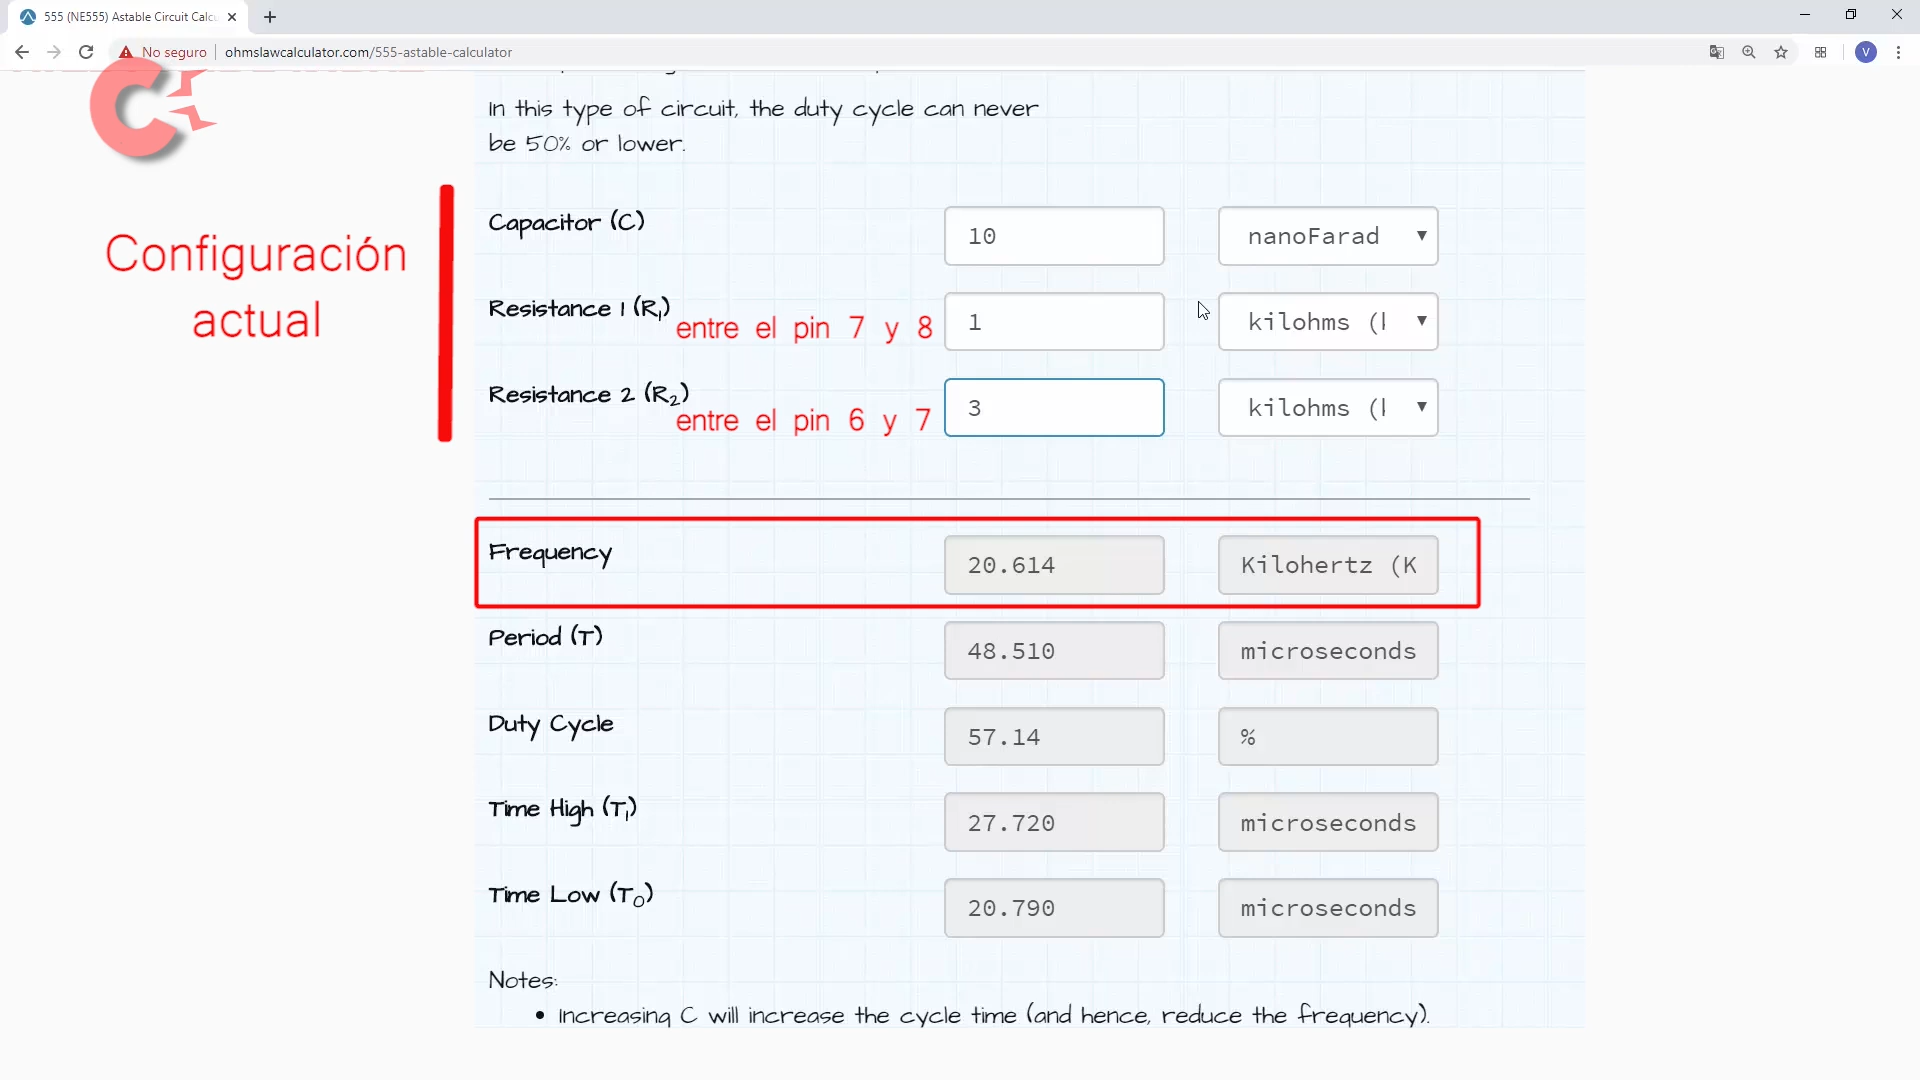 555 (NE555) Astable Circuit Calc
No seguro
ohmslawcalculator.com/555-astable-calculator
V
In this type of circuit, the duty cycle can never
be 50% or lower.
Configuración
actual
Capacitor (C)
10
nanoFarad
Resistance 1 (R1)
entre el pin 7 y 8
1
kilohms (k
Resistance 2 (R2)
entre el pin 6 y 7
3
kilohms (k
Frequency
20.614
Kilohertz (K
Period (T)
48.510
microseconds
Duty Cycle
57.14
%
Time High (T1)
27.720
microseconds
Time Low (T0)
20.790
microseconds
Notes:
• Increasing C will increase the cycle time (and hence, reduce the frequency).